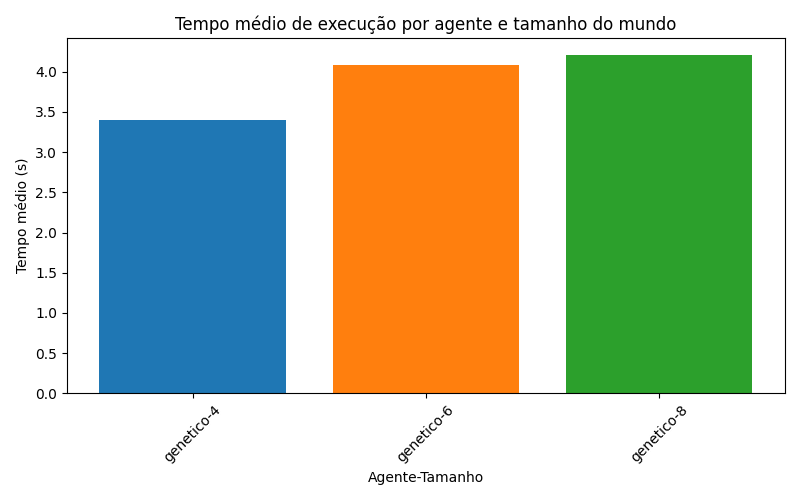 Tempo médio de execução por agente e tamanho do mundo
Tempo médio (s)
4.0
3.5
3.0
2.5
2.0
1.5
1.0
0.5
0.0
genetico-4
genetico-6
genetico-8
Agente-Tamanho